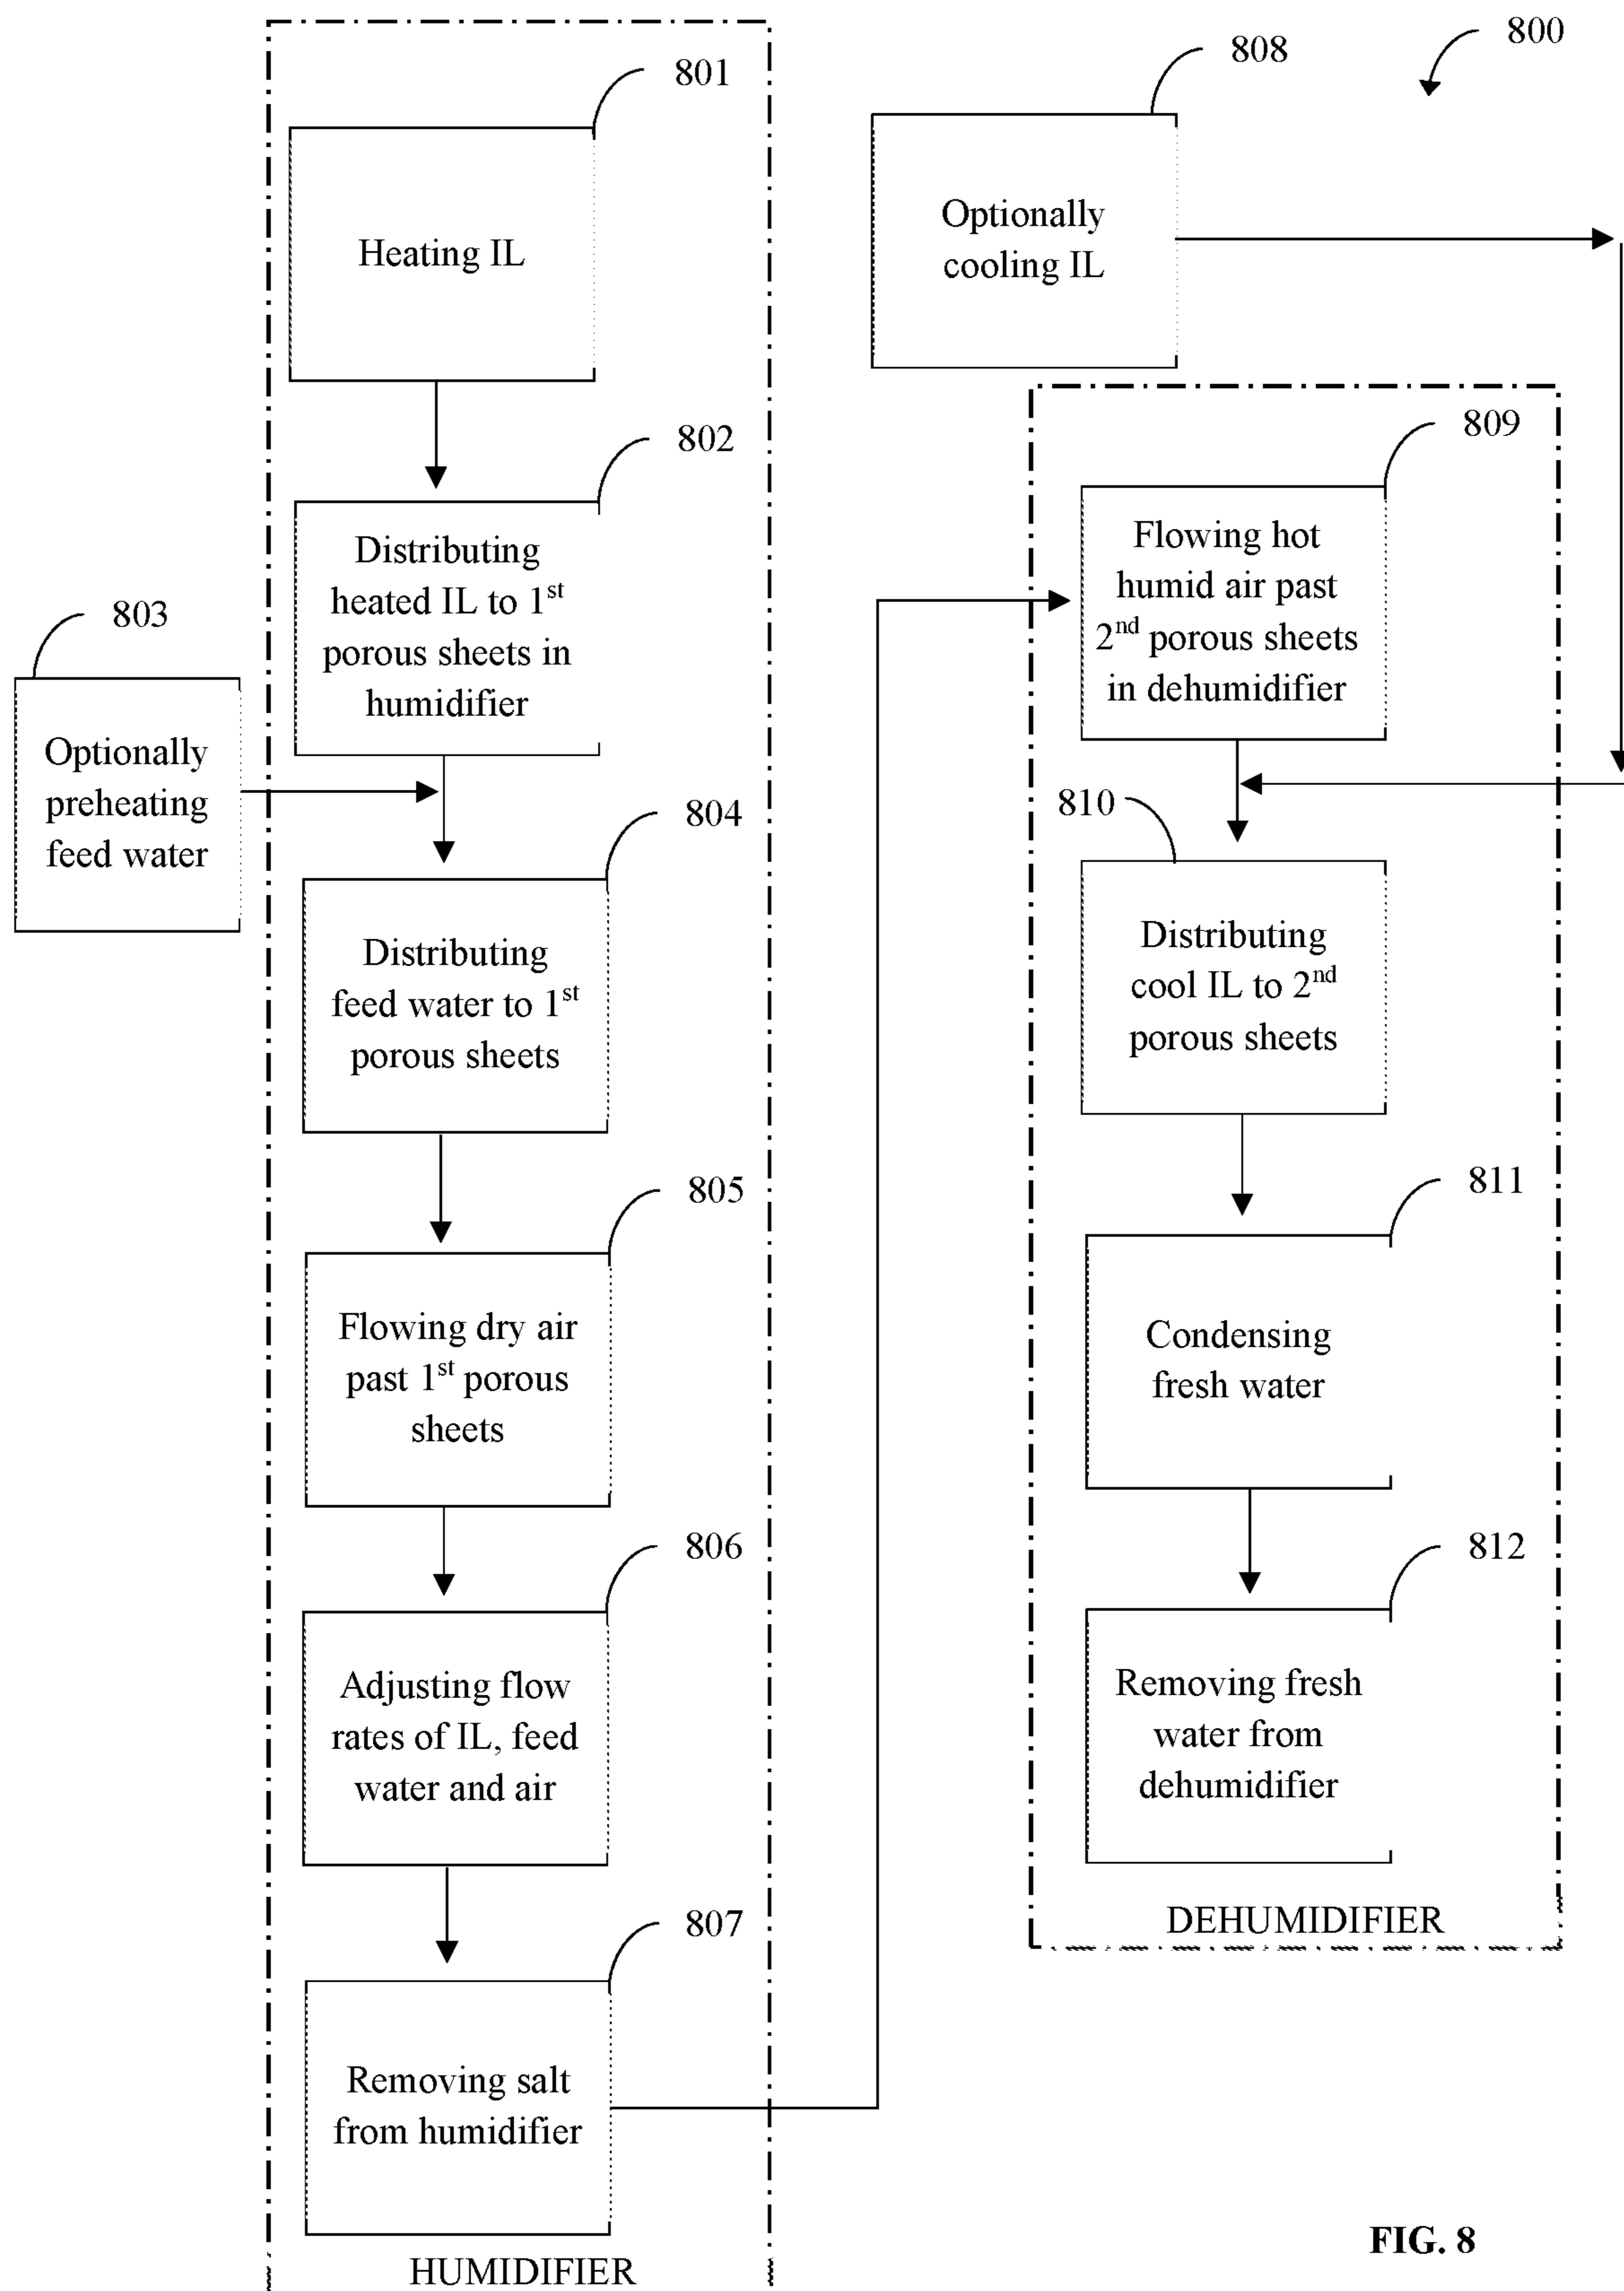 800
801
Heating IL
802
Distributing
heated IL to 1st
porous sheets in
humidifier
803
Optionally
preheating
feed water
804
Distributing
feed water to 1st
porous sheets
805
Flowing dry air
past 1st porous
sheets
806
Adjusting flow
rates of IL, feed
water and air
807
Removing salt
from humidifier
HUMIDIFIER
808
Optionally
cooling IL
809
Flowing hot
humid air past
2nd porous sheets
in dehumidifier
810
Distributing
cool IL to 2nd
porous sheets
811
Condensing
fresh water
812
Removing fresh
water from
dehumidifier
DEHUMIDIFIER
FIG. 8